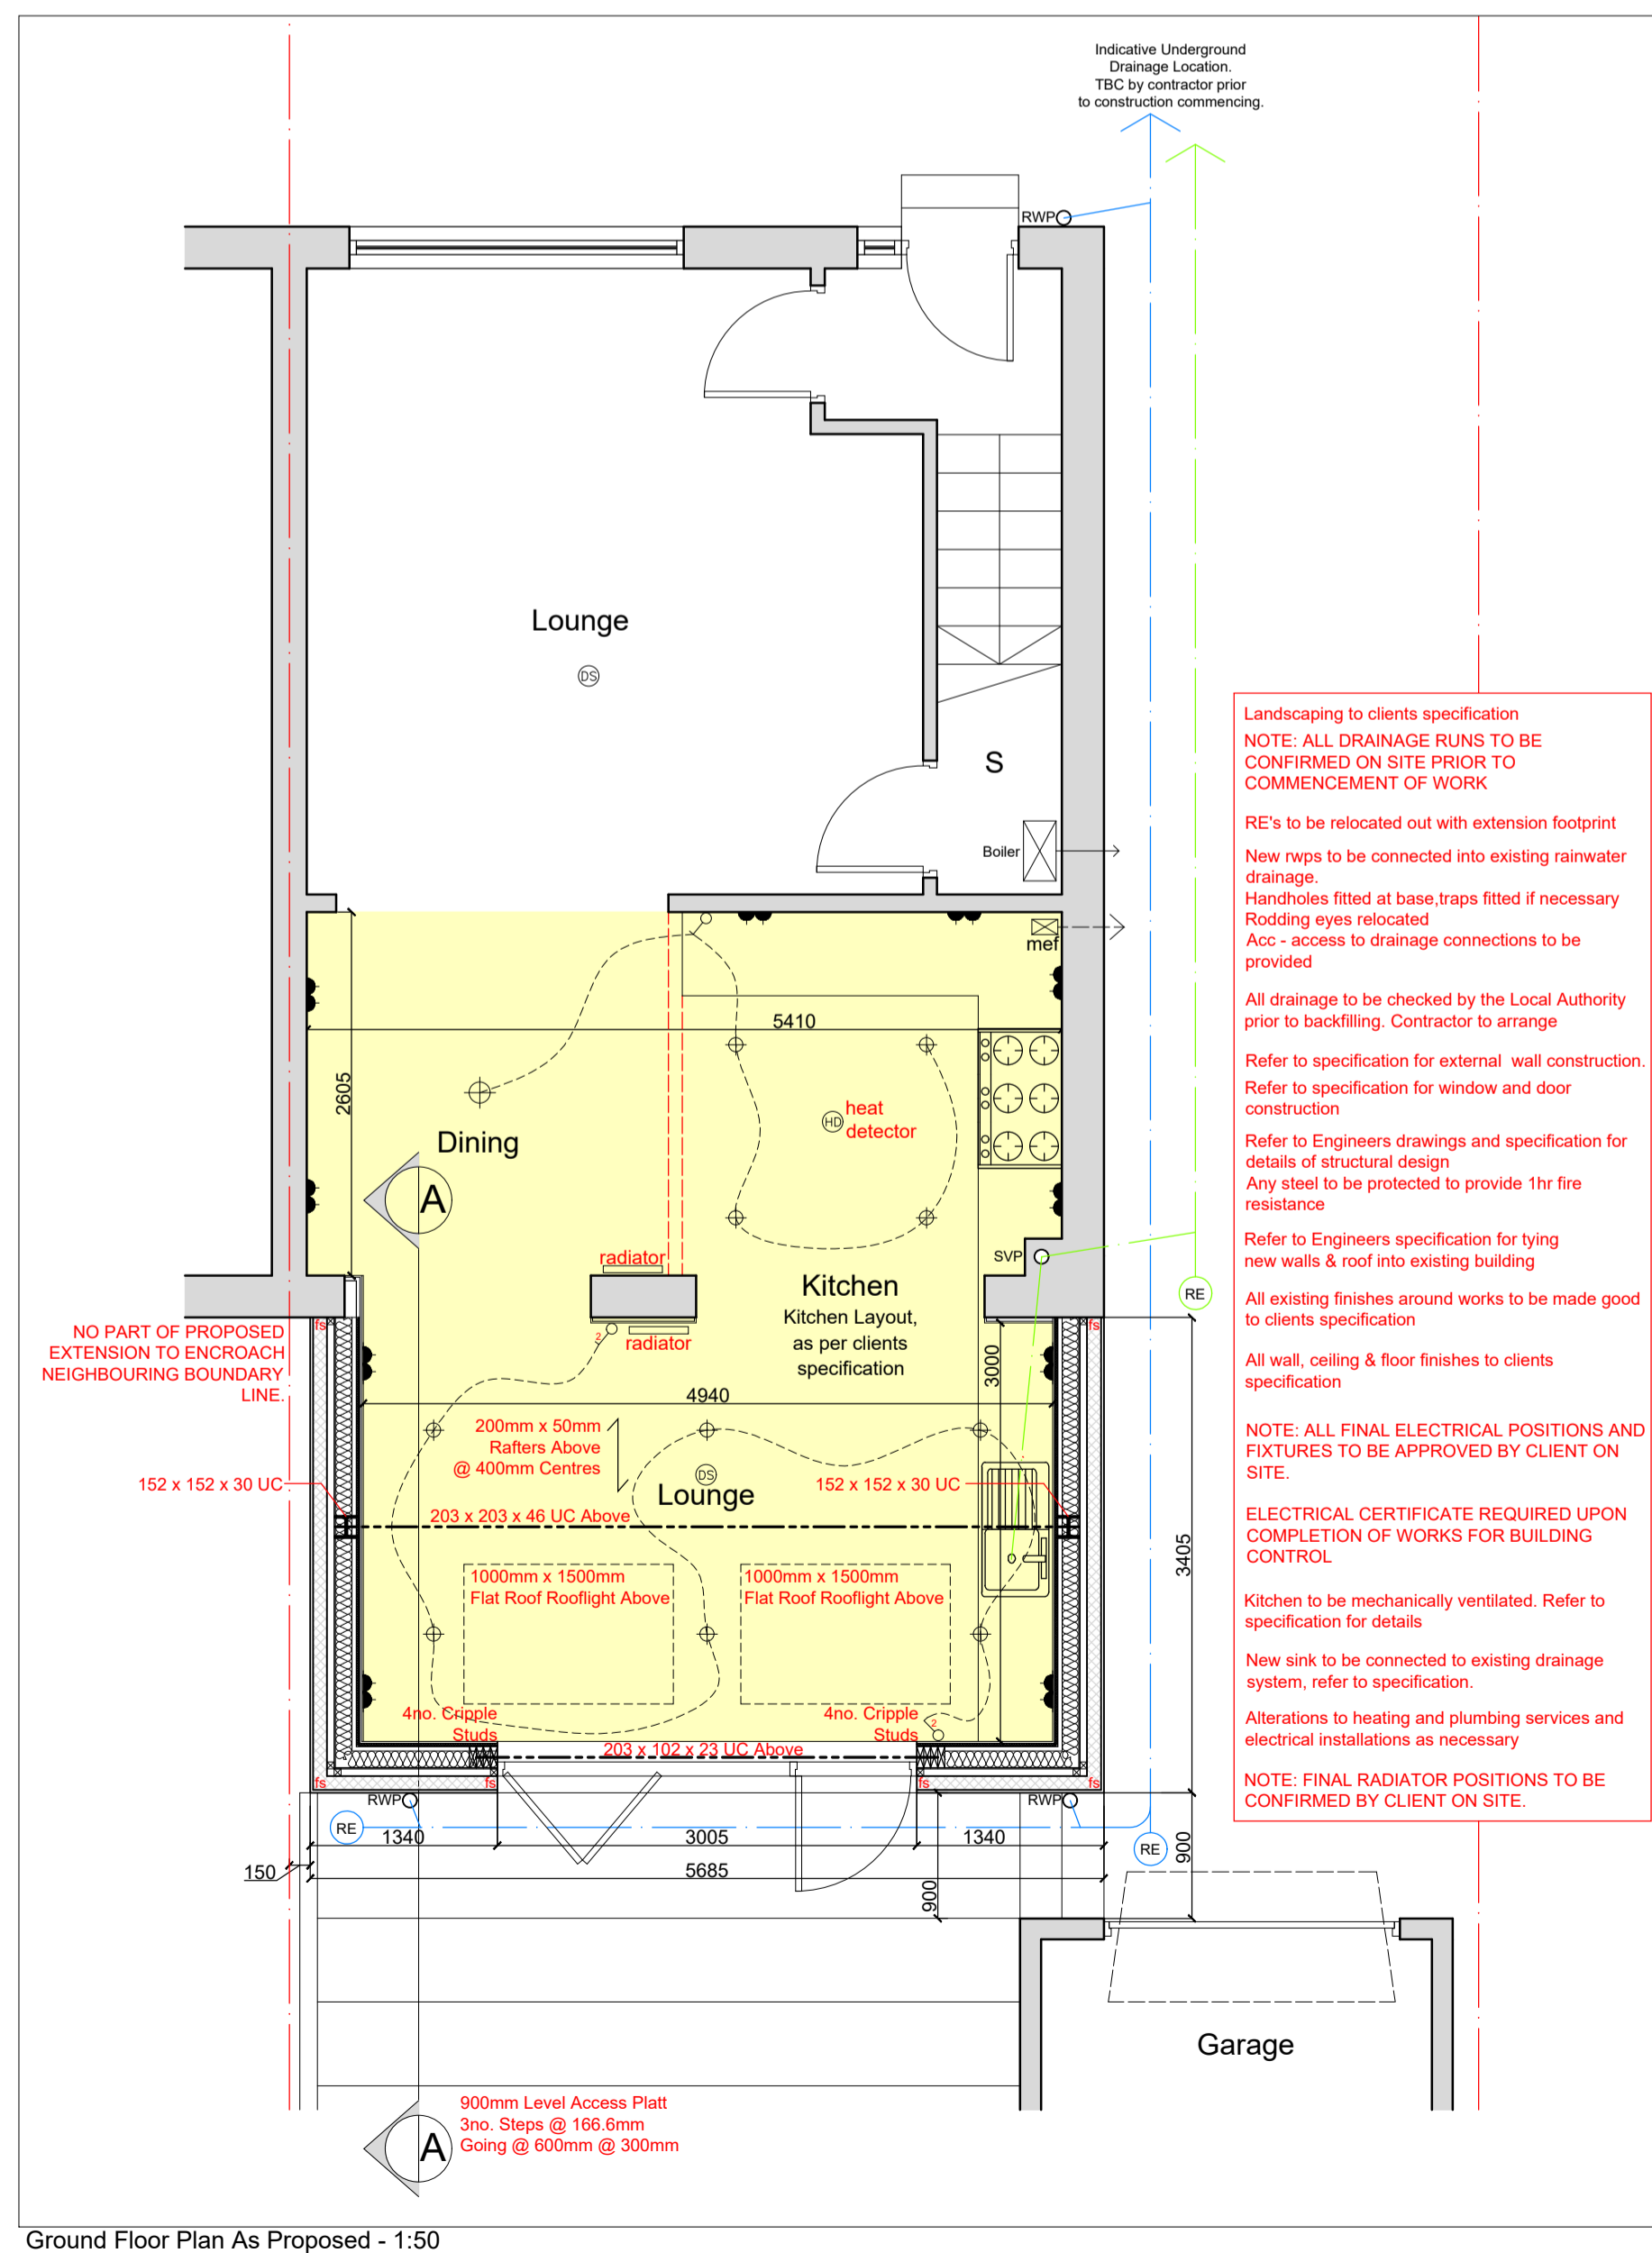 Indicative Underground
Drainage Location.
TBC by contractor prior
to construction commencing.
RWP
Lounge
DS
S
Boiler
mef
5410
2605
heat
detector
HD
Dining
A
radiator
SVP
Kitchen
Kitchen Layout,
as per clients
specification
RE
fs
fs
2
radiator
NO PART OF PROPOSED
EXTENSION TO ENCROACH
NEIGHBOURING BOUNDARY
LINE.
3000
4940
200mm x 50mm
Rafters Above
@ 400mm Centres
DS
Lounge
152 x 152 x 30 UC
152 x 152 x 30 UC
203 x 203 x 46 UC Above
3405
1000mm x 1500mm
Flat Roof Rooflight Above
1000mm x 1500mm
Flat Roof Rooflight Above
4no. Cripple
Studs
4no. Cripple
Studs
2
203 x 102 x 23 UC Above
fs
fs
fs
fs
RWP
RWP
RE
RE
1340
3005
1340
150
5685
900
900
Garage
900mm Level Access Platt
3no. Steps @ 166.6mm
Going @ 600mm @ 300mm
A
Landscaping to clients specification
NOTE: ALL DRAINAGE RUNS TO BE
CONFIRMED ON SITE PRIOR TO
COMMENCEMENT OF WORK
RE's to be relocated out with extension footprint
New rwps to be connected into existing rainwater
drainage.
Handholes fitted at base,traps fitted if necessary
Rodding eyes relocated
Acc - access to drainage connections to be
provided
All drainage to be checked by the Local Authority
prior to backfilling. Contractor to arrange
Refer to specification for external wall construction.
Refer to specification for window and door
construction
Refer to Engineers drawings and specification for
details of structural design
Any steel to be protected to provide 1hr fire
resistance
Refer to Engineers specification for tying
new walls & roof into existing building
All existing finishes around works to be made good
to clients specification
All wall, ceiling & floor finishes to clients
specification
NOTE: ALL FINAL ELECTRICAL POSITIONS AND
FIXTURES TO BE APPROVED BY CLIENT ON
SITE.
ELECTRICAL CERTIFICATE REQUIRED UPON
COMPLETION OF WORKS FOR BUILDING
CONTROL
Kitchen to be mechanically ventilated. Refer to
specification for details
New sink to be connected to existing drainage
system, refer to specification.
Alterations to heating and plumbing services and
electrical installations as necessary
NOTE: FINAL RADIATOR POSITIONS TO BE
CONFIRMED BY CLIENT ON SITE.
Ground Floor Plan As Proposed - 1:50